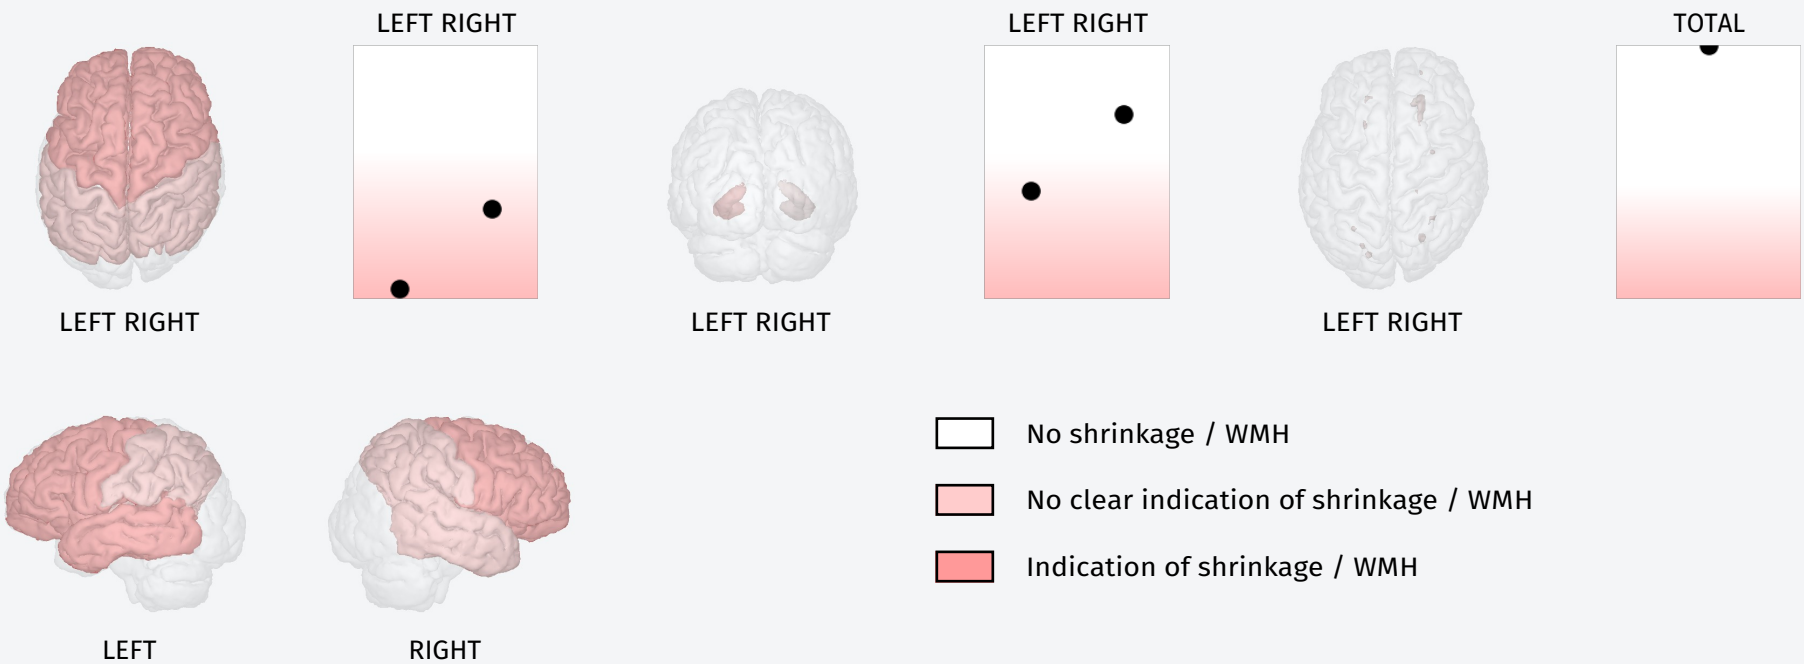 LEFT RIGHT
LEFT RIGHT
TOTAL
LEFT RIGHT
LEFT RIGHT
LEFT RIGHT
No shrinkage / WMH
No clear indication of shrinkage / WMH
Indication of shrinkage / WMH
LEFT
RIGHT